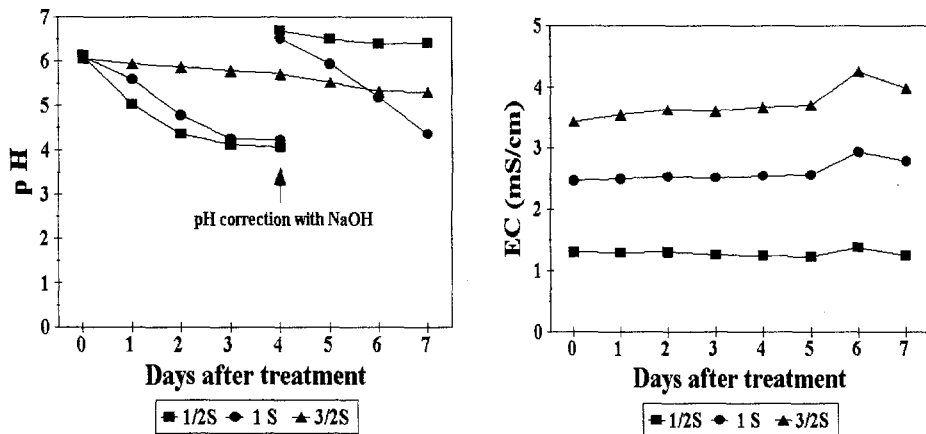 7
6
5
4
3
2
1
0
p H
pH correction with NaOH
0 1 2 3 4 5 6 7
Days after treatment
1/2S 1 S 3/2S
5
4
3
2
1
0
EC (mS/cm)
0 1 2 3 4 5 6 7
Days after treatment
1/2S 1 S 3/2S